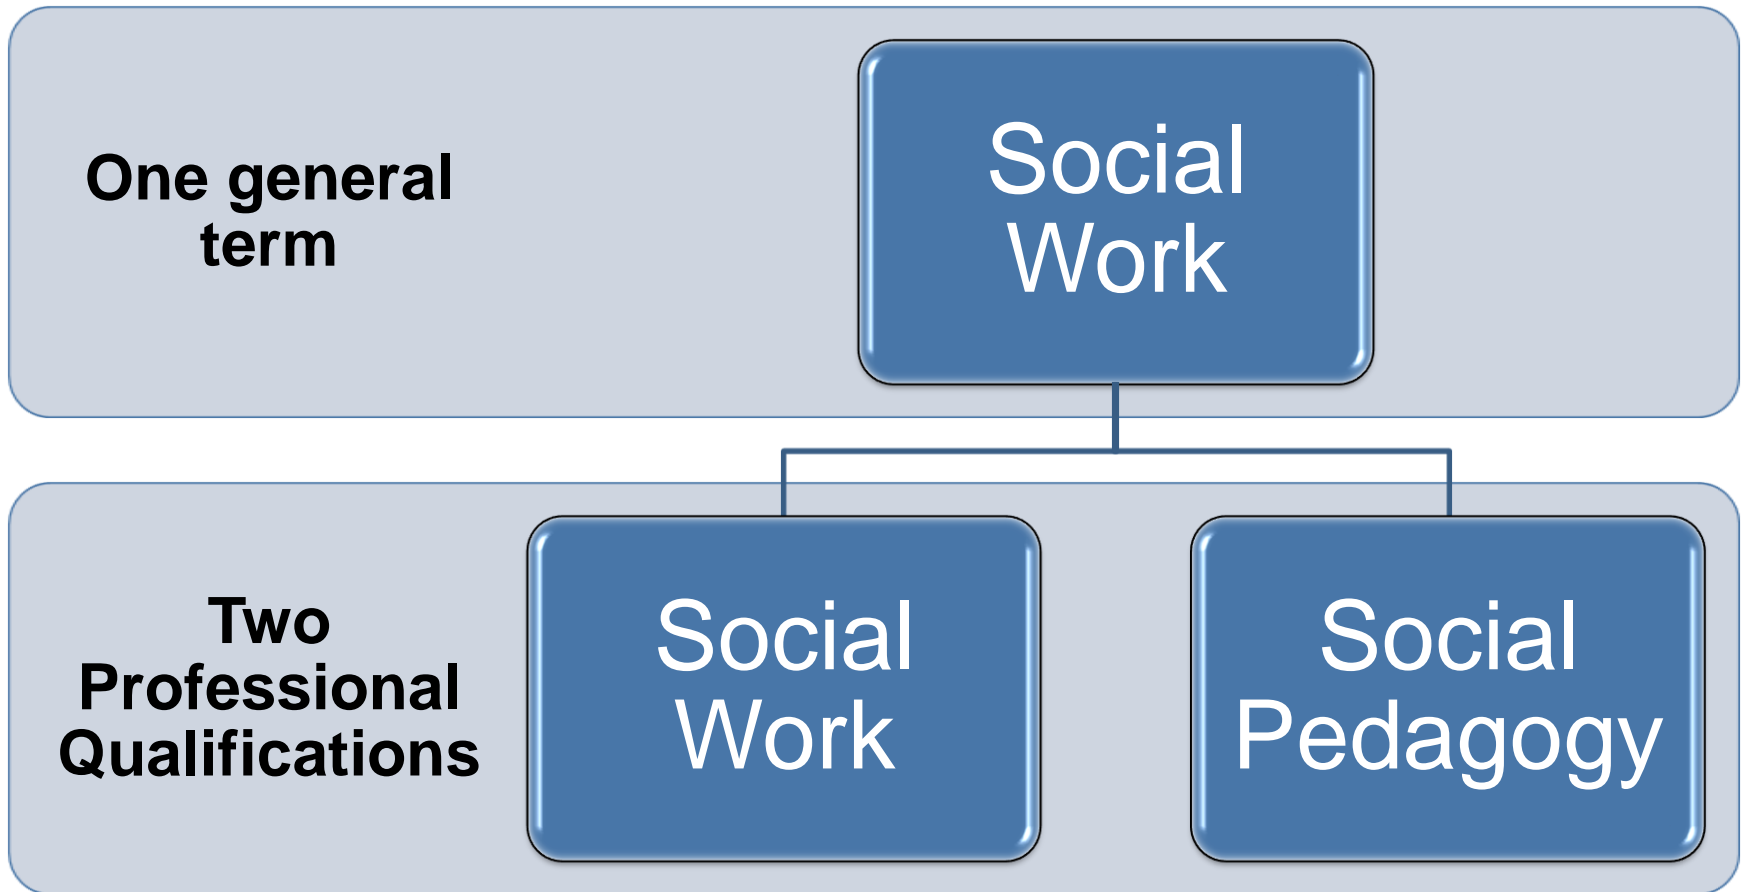 One general
term
Social
Work
Two
Professional
Qualifications
Social
Work
Social
Pedagogy